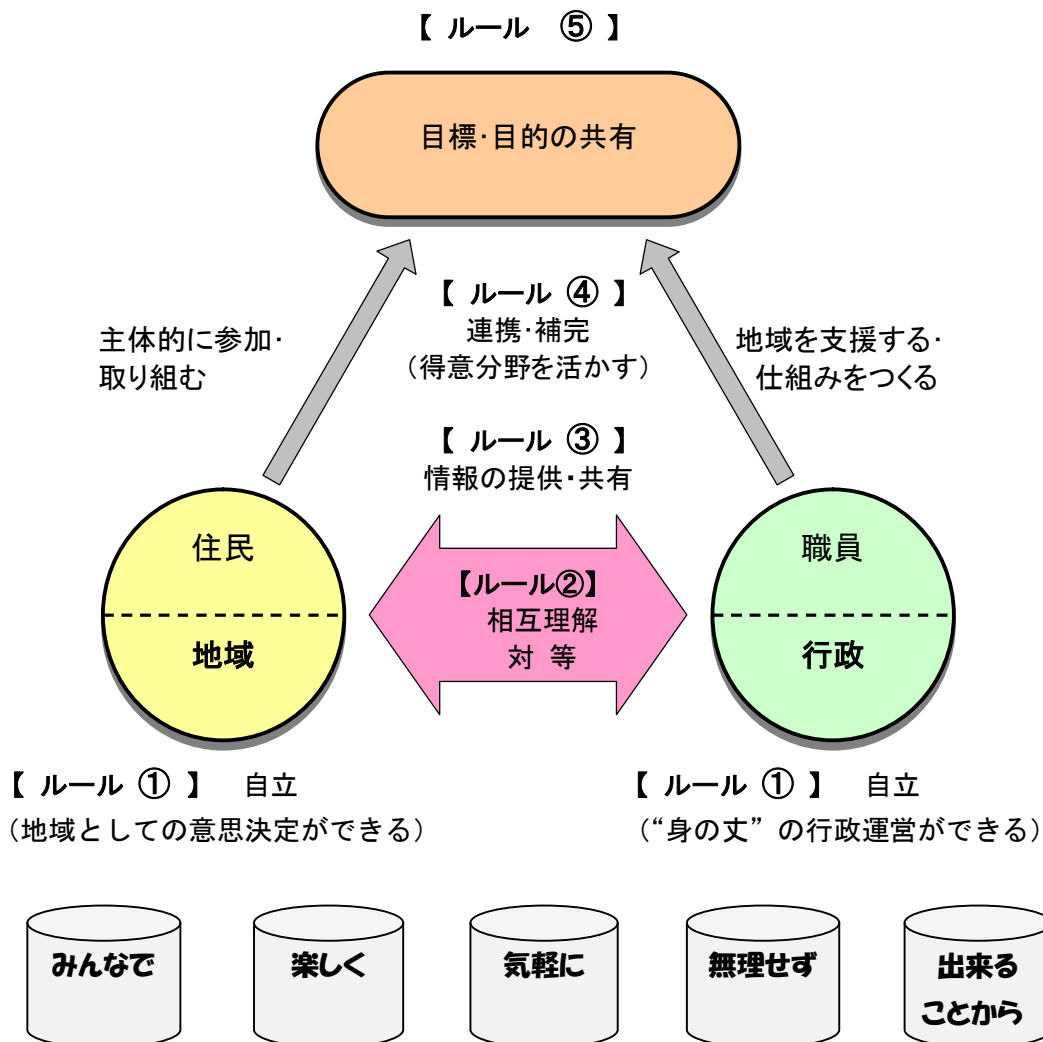 【 ルール ⑤ 】
目標・目的の共有
【 ルール ④ 】
連携・補完
（得意分野を活かす）
主体的に参加・
取り組む
地域を支援する・
仕組みをつくる
【 ルール ③ 】
情報の提供・共有
住民
地域
【ルール②】
相互理解
対 等
職員
行政
【 ルール ① 】 自立
（地域としての意思決定ができる）
【 ルール ① 】 自立
（“身の丈” の行政運営ができる）
みんなで
楽しく
気軽に
無理せず
出来る
ことから